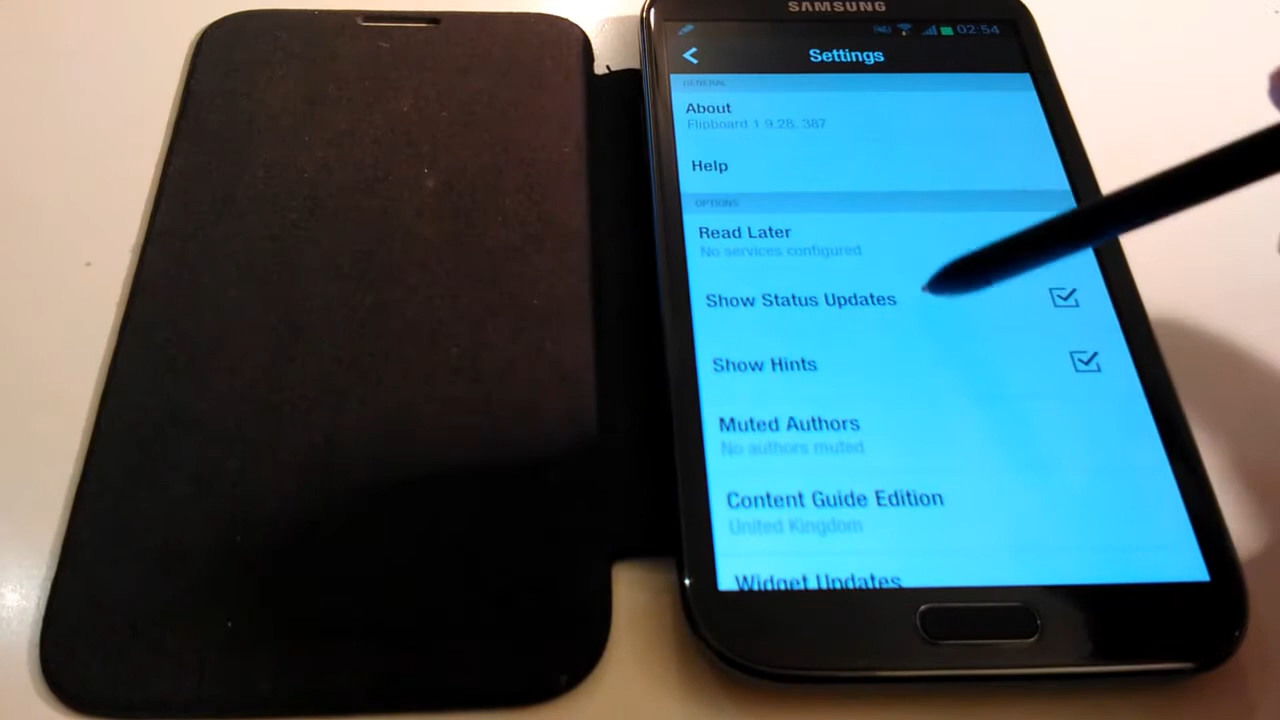 SAMSUNG
02:54
Settings
GENERAL
About
Flipboard 1.9.28, 387
Help
OPTIONS
Read Later
No services configured
Show Status Updates
Show Hints
Muted Authors
No authors muted
Content Guide Edition
United Kingdom
Widget Updates